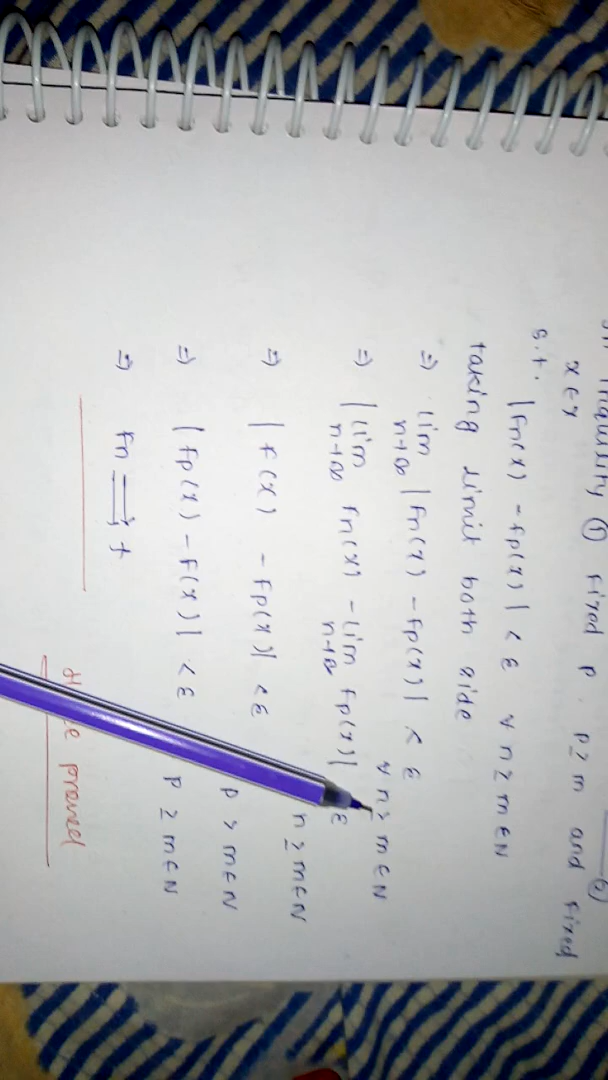 inequality ① fixed p. p ≥ m and fixed
x ∈ X
s.t. |fn(x) - fp(x)| < ε ∀ n ≥ m ∈ N
taking limit both side
⇒ lim n→∞ |fn(x) - fp(x)| < ε ∀ n ≥ m ∈ N
⇒ | lim n→∞ fn(x) - lim n→∞ fp(x)| ε n ≥ m ∈ N
⇒ | f(x) - fp(x)| < ε p > m ∈ N
⇒ | fp(x) - f(x)| < ε p ≥ m ∈ N
⇒ fn ⇉ f
proved